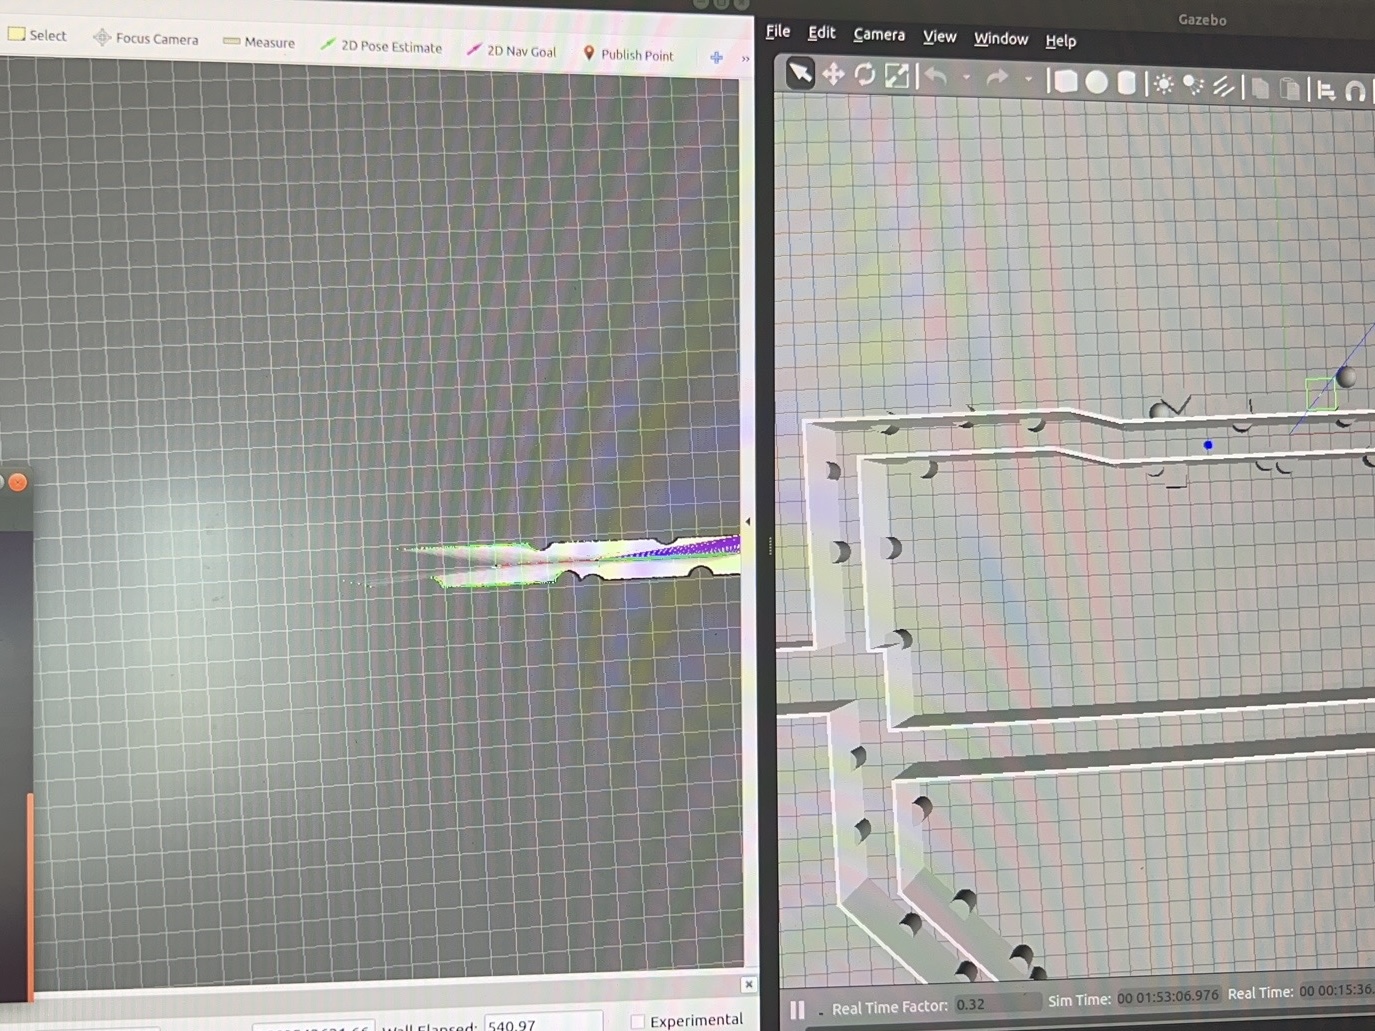 Select
Focus Camera
Measure
2D Pose Estimate
2D Nav Goal
Publish Point
»
Gazebo
File Edit Camera View Window Help
Wall Elapsed: 540.97
Experimental
Real Time Factor: 0.32
Sim Time: 00 01:53:06.976
Real Time: 00 00:15:36.